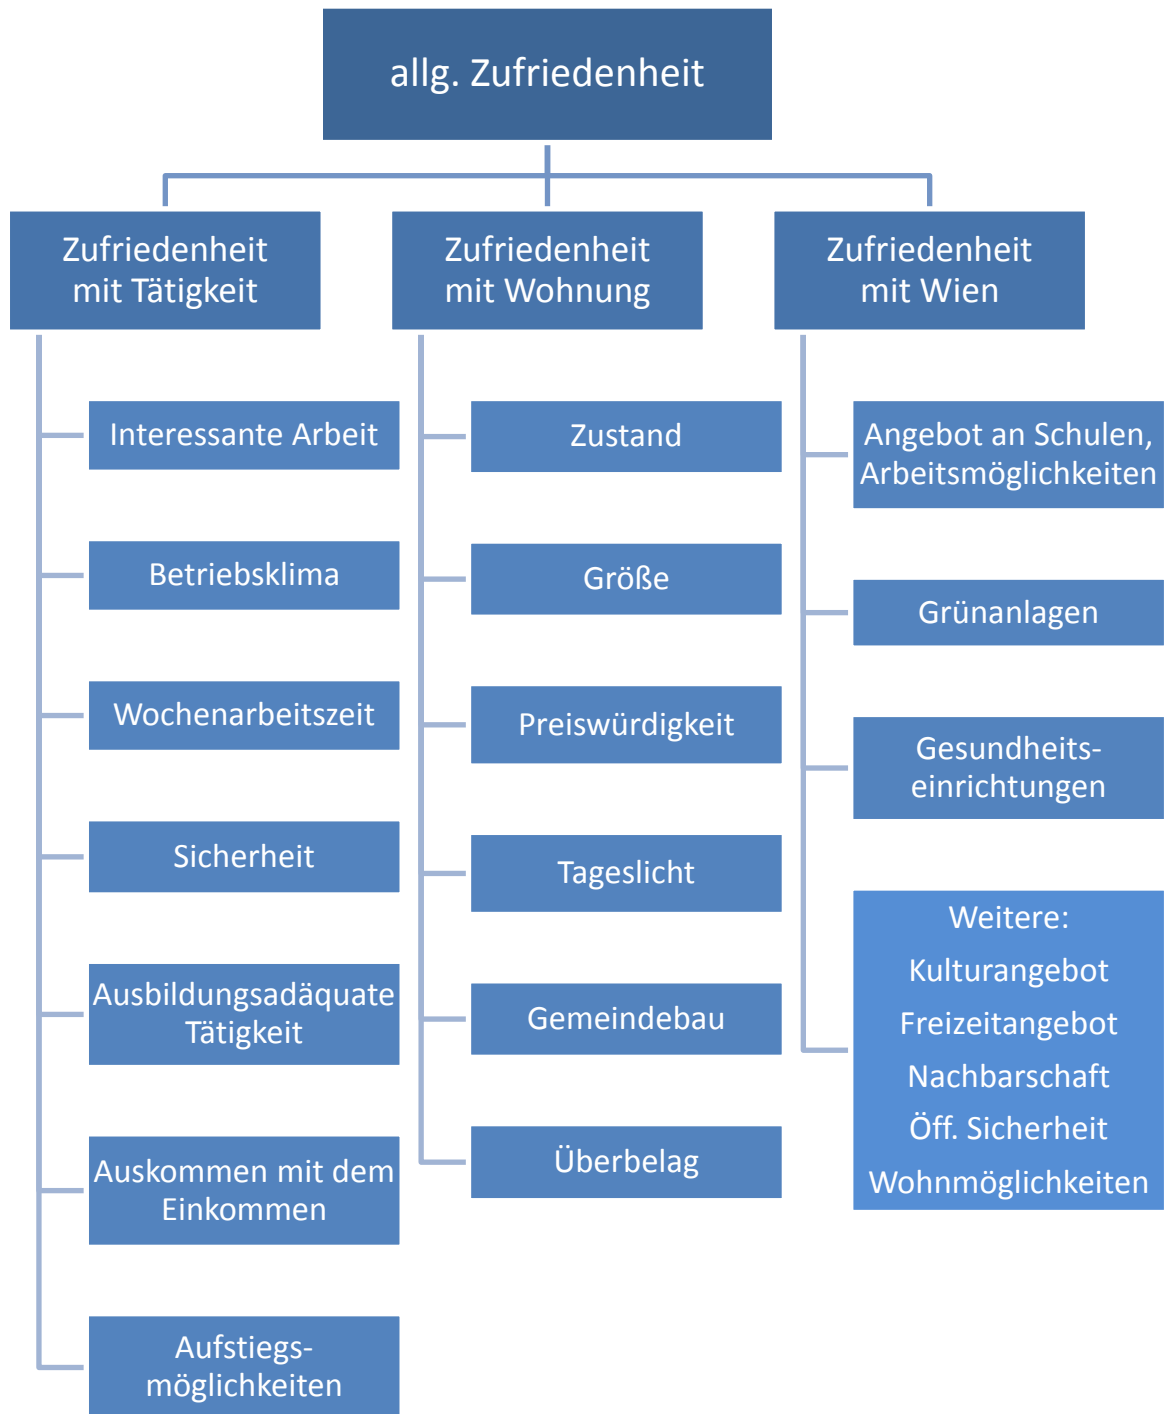 allg. Zufriedenheit
Zufriedenheit
mit Tätigkeit
Interessante Arbeit
Betriebsklima
Wochenarbeitszeit
Sicherheit
Ausbildungsadäquate
Tätigkeit
Auskommen mit dem
Einkommen
Aufstiegs-
möglichkeiten
Zufriedenheit
mit Wohnung
Zustand
Größe
Preiswürdigkeit
Tageslicht
Gemeindebau
Überbelag
Zufriedenheit
mit Wien
Angebot an Schulen,
Arbeitsmöglichkeiten
Grünanlagen
Gesundheits-
einrichtungen
Weitere:
Kulturangebot
Freizeitangebot
Nachbarschaft
Öff. Sicherheit
Wohnmöglichkeiten